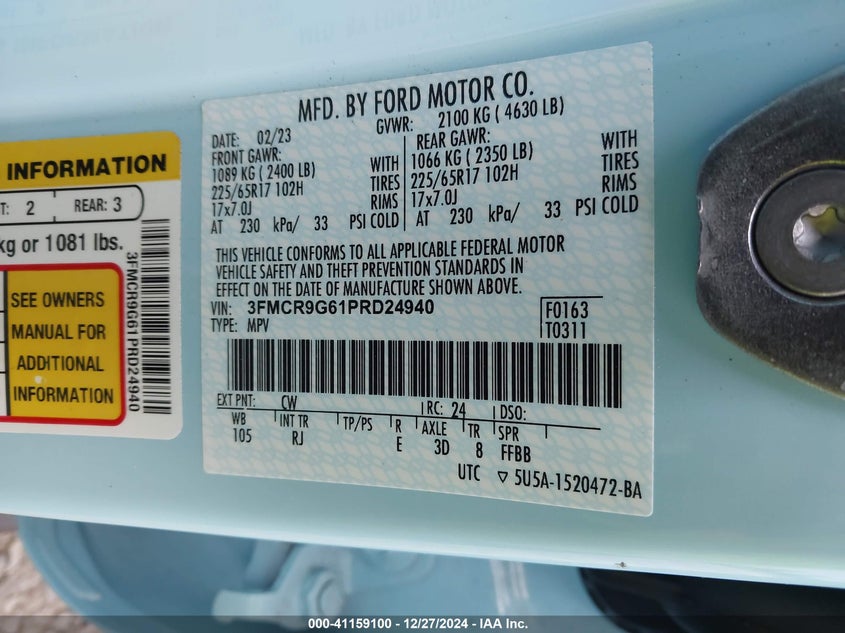 INFORMATION
T: 2 REAR: 3
kg or 1081 lbs.
SEE OWNERS
MANUAL FOR
ADDITIONAL
INFORMATION
3FMCR9G61PRD24940
MFD. BY FORD MOTOR CO.
DATE: 02/23 GVWR: 2100 KG ( 4630 LB)
FRONT GAWR: REAR GAWR:
1089 KG ( 2400 LB) WITH 1066 KG ( 2350 LB) WITH
225/65R17 102H TIRES 225/65R17 102H TIRES
17x7.0J RIMS 17x7.0J RIMS
AT 230 kPa/ 33 PSI COLD AT 230 kPa/ 33 PSI COLD
THIS VEHICLE CONFORMS TO ALL APPLICABLE FEDERAL MOTOR
VEHICLE SAFETY AND THEFT PREVENTION STANDARDS IN
EFFECT ON THE DATE OF MANUFACTURE SHOWN ABOVE.
VIN: 3FMCR9G61PRD24940 F0163
TYPE: MPV T0311
EXT PNT: CW RC: 24 DSO:
WB INT TR TP/PS R AXLE TR SPR
105 RJ E 3D 8 FFBB
UTC ▽ 5U5A-1520472-BA
000-41159100 - 12/27/2024 - IAA Inc.